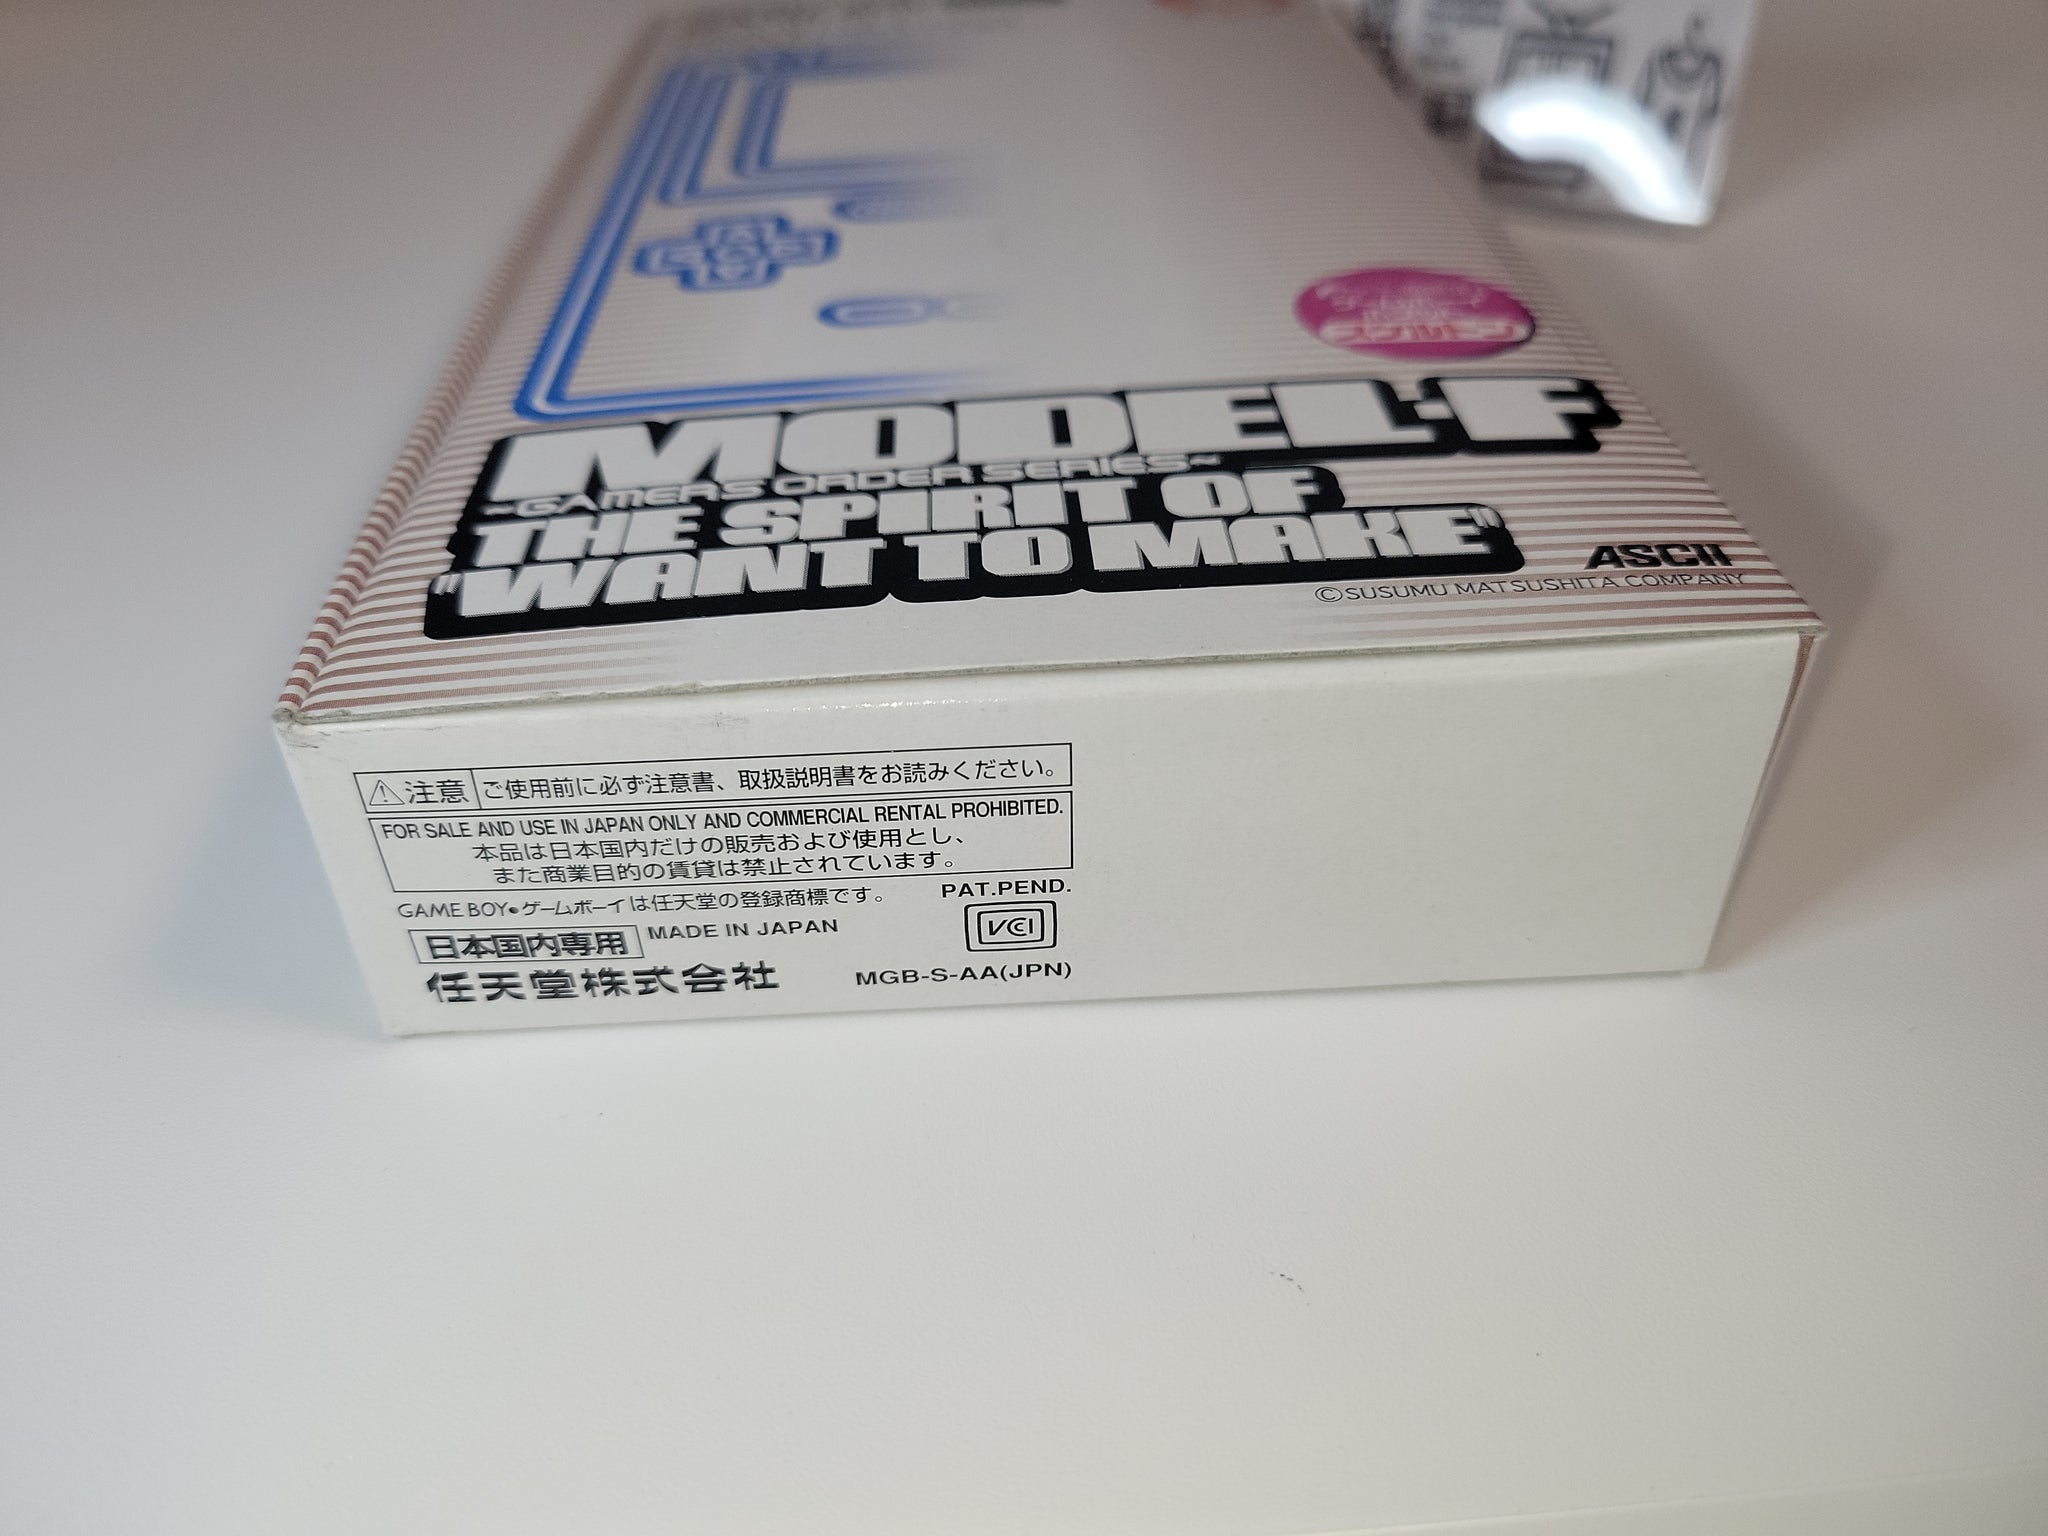 スケルトン
MODEL-F
~GAMERS ORDER SERIES~
THE SPIRIT OF
"WANT TO MAKE"
ASCII
©SUSUMU MATSUSHITA COMPANY
⚠注意 ご使用前に必ず注意書、取扱説明書をお読みください。
FOR SALE AND USE IN JAPAN ONLY AND COMMERCIAL RENTAL PROHIBITED.
本品は日本国内だけの販売および使用とし、
また商業目的の賃貸は禁止されています。
GAME BOY●ゲームボーイは任天堂の登録商標です。
PAT.PEND.
日本国内専用 MADE IN JAPAN
VCI
任天堂株式会社
MGB-S-AA(JPN)